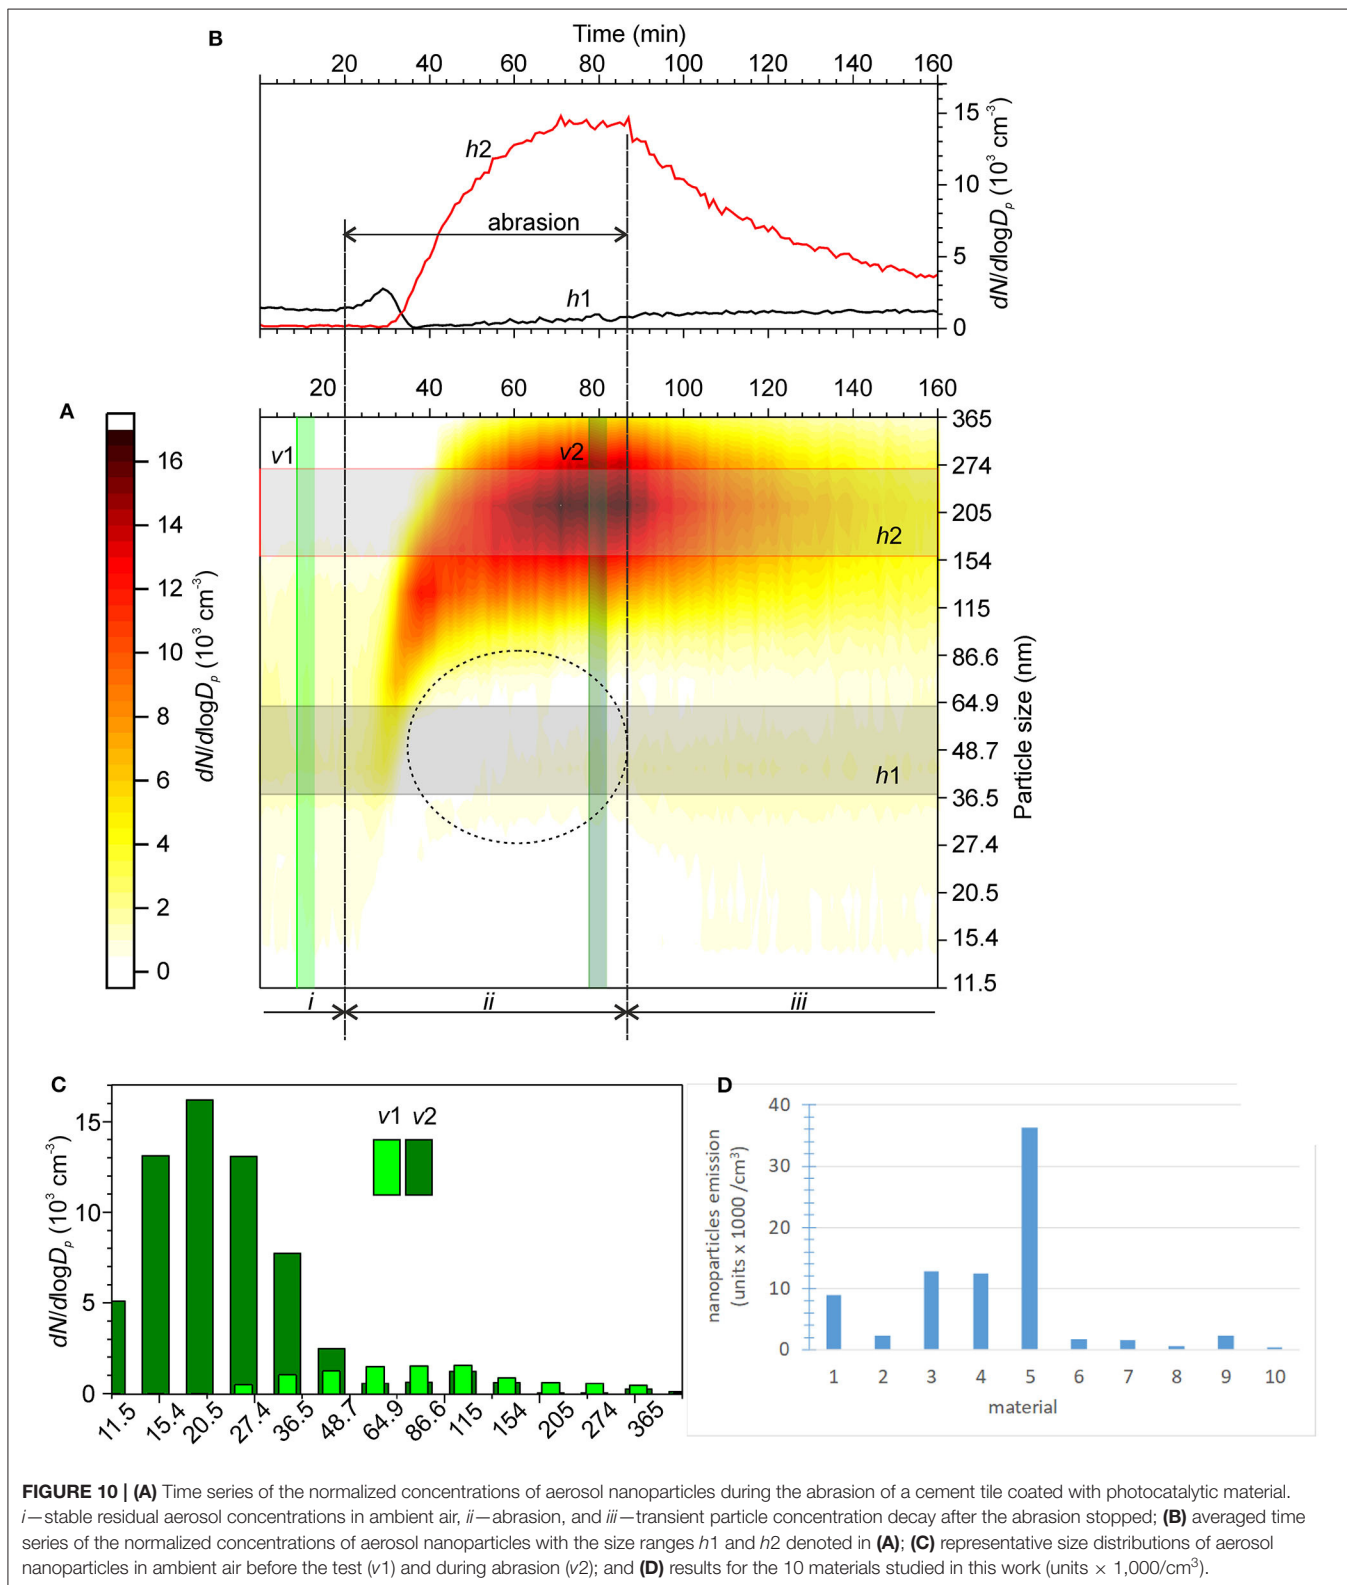 B
Time (min)
20 40 60 80 100 120 140 160
15
10
5
0
dN/dlogDp (10³ cm⁻³)
h2
abrasion
h1
20 40 60 80 100 120 140 160
A
16
14
12
10
8
6
4
2
0
dN/dlogDp (10³ cm⁻³)
v1
v2
h2
h1
365
274
205
154
115
86.6
64.9
48.7
36.5
27.4
20.5
15.4
11.5
Particle size (nm)
i ii iii
C
dN/dlogDp (10³ cm⁻³)
15
10
5
0
v1 v2
11.5 15.4 20.5 27.4 36.5 48.7 64.9 86.6 115 154 205 274 365
D
nanoparticles emission
(units x 1000 /cm³)
40
30
20
10
0
1 2 3 4 5 6 7 8 9 10
material
FIGURE 10 | (A) Time series of the normalized concentrations of aerosol nanoparticles during the abrasion of a cement tile coated with photocatalytic material.
i—stable residual aerosol concentrations in ambient air, ii—abrasion, and iii—transient particle concentration decay after the abrasion stopped; (B) averaged time
series of the normalized concentrations of aerosol nanoparticles with the size ranges h1 and h2 denoted in (A); (C) representative size distributions of aerosol
nanoparticles in ambient air before the test (v1) and during abrasion (v2); and (D) results for the 10 materials studied in this work (units × 1,000/cm³).